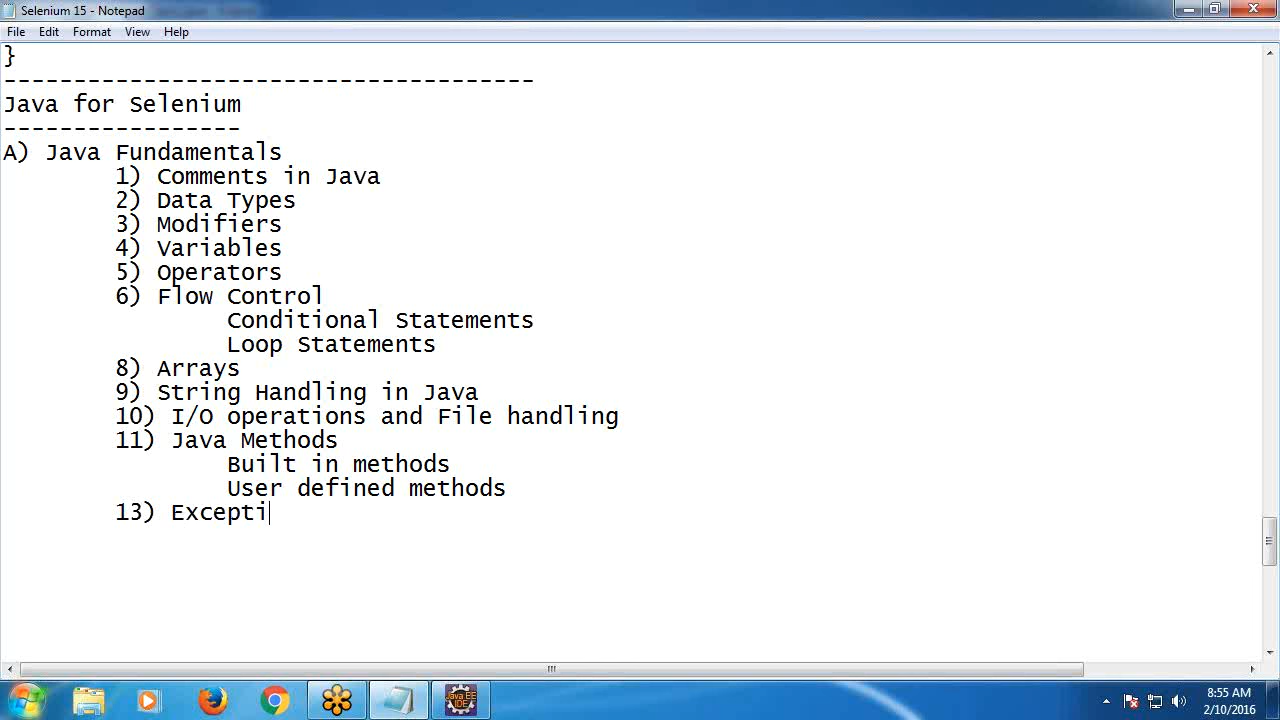 Selenium 15 - Notepad
File Edit Format View Help
}
--------------------------------------
Java for Selenium
-----------------
A) Java Fundamentals
1) Comments in Java
2) Data Types
3) Modifiers
4) Variables
5) Operators
6) Flow Control
Conditional Statements
Loop Statements
8) Arrays
9) String Handling in Java
10) I/O operations and File handling
11) Java Methods
Built in methods
User defined methods
13) Excepti
Java EE
IDE
8:55 AM
2/10/2016